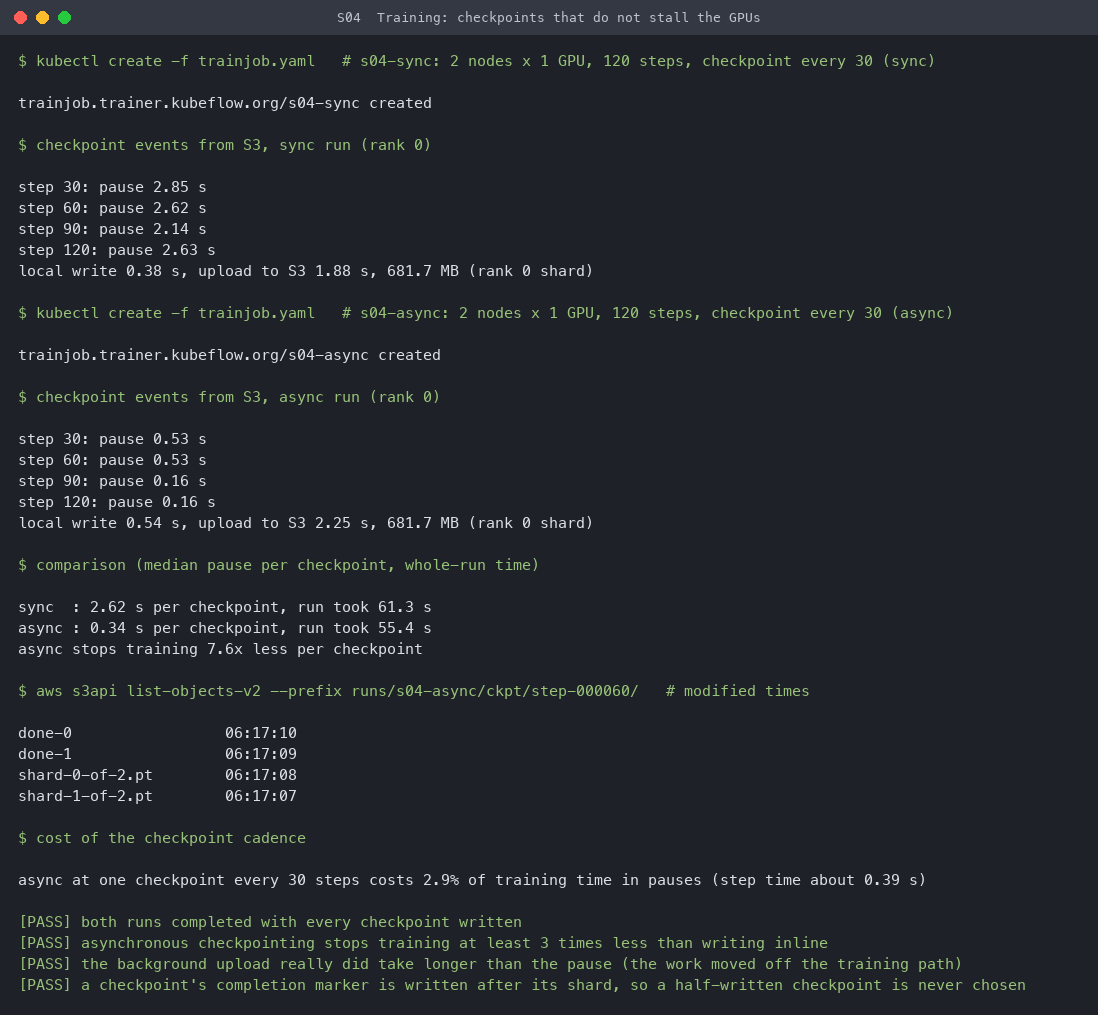 S04  Training: checkpoints that do not stall the GPUs
$ kubectl create -f trainjob.yaml   # s04-sync: 2 nodes x 1 GPU, 120 steps, checkpoint every 30 (sync)
trainjob.trainer.kubeflow.org/s04-sync created
$ checkpoint events from S3, sync run (rank 0)
step 30: pause 2.85 s
step 60: pause 2.62 s
step 90: pause 2.14 s
step 120: pause 2.63 s
local write 0.38 s, upload to S3 1.88 s, 681.7 MB (rank 0 shard)
$ kubectl create -f trainjob.yaml   # s04-async: 2 nodes x 1 GPU, 120 steps, checkpoint every 30 (async)
trainjob.trainer.kubeflow.org/s04-async created
$ checkpoint events from S3, async run (rank 0)
step 30: pause 0.53 s
step 60: pause 0.53 s
step 90: pause 0.16 s
step 120: pause 0.16 s
local write 0.54 s, upload to S3 2.25 s, 681.7 MB (rank 0 shard)
$ comparison (median pause per checkpoint, whole-run time)
sync  : 2.62 s per checkpoint, run took 61.3 s
async : 0.34 s per checkpoint, run took 55.4 s
async stops training 7.6x less per checkpoint
$ aws s3api list-objects-v2 --prefix runs/s04-async/ckpt/step-000060/   # modified times
done-0                 06:17:10
done-1                 06:17:09
shard-0-of-2.pt        06:17:08
shard-1-of-2.pt        06:17:07
$ cost of the checkpoint cadence
async at one checkpoint every 30 steps costs 2.9% of training time in pauses (step time about 0.39 s)
[PASS] both runs completed with every checkpoint written
[PASS] asynchronous checkpointing stops training at least 3 times less than writing inline
[PASS] the background upload really did take longer than the pause (the work moved off the training path)
[PASS] a checkpoint's completion marker is written after its shard, so a half-written checkpoint is never chosen